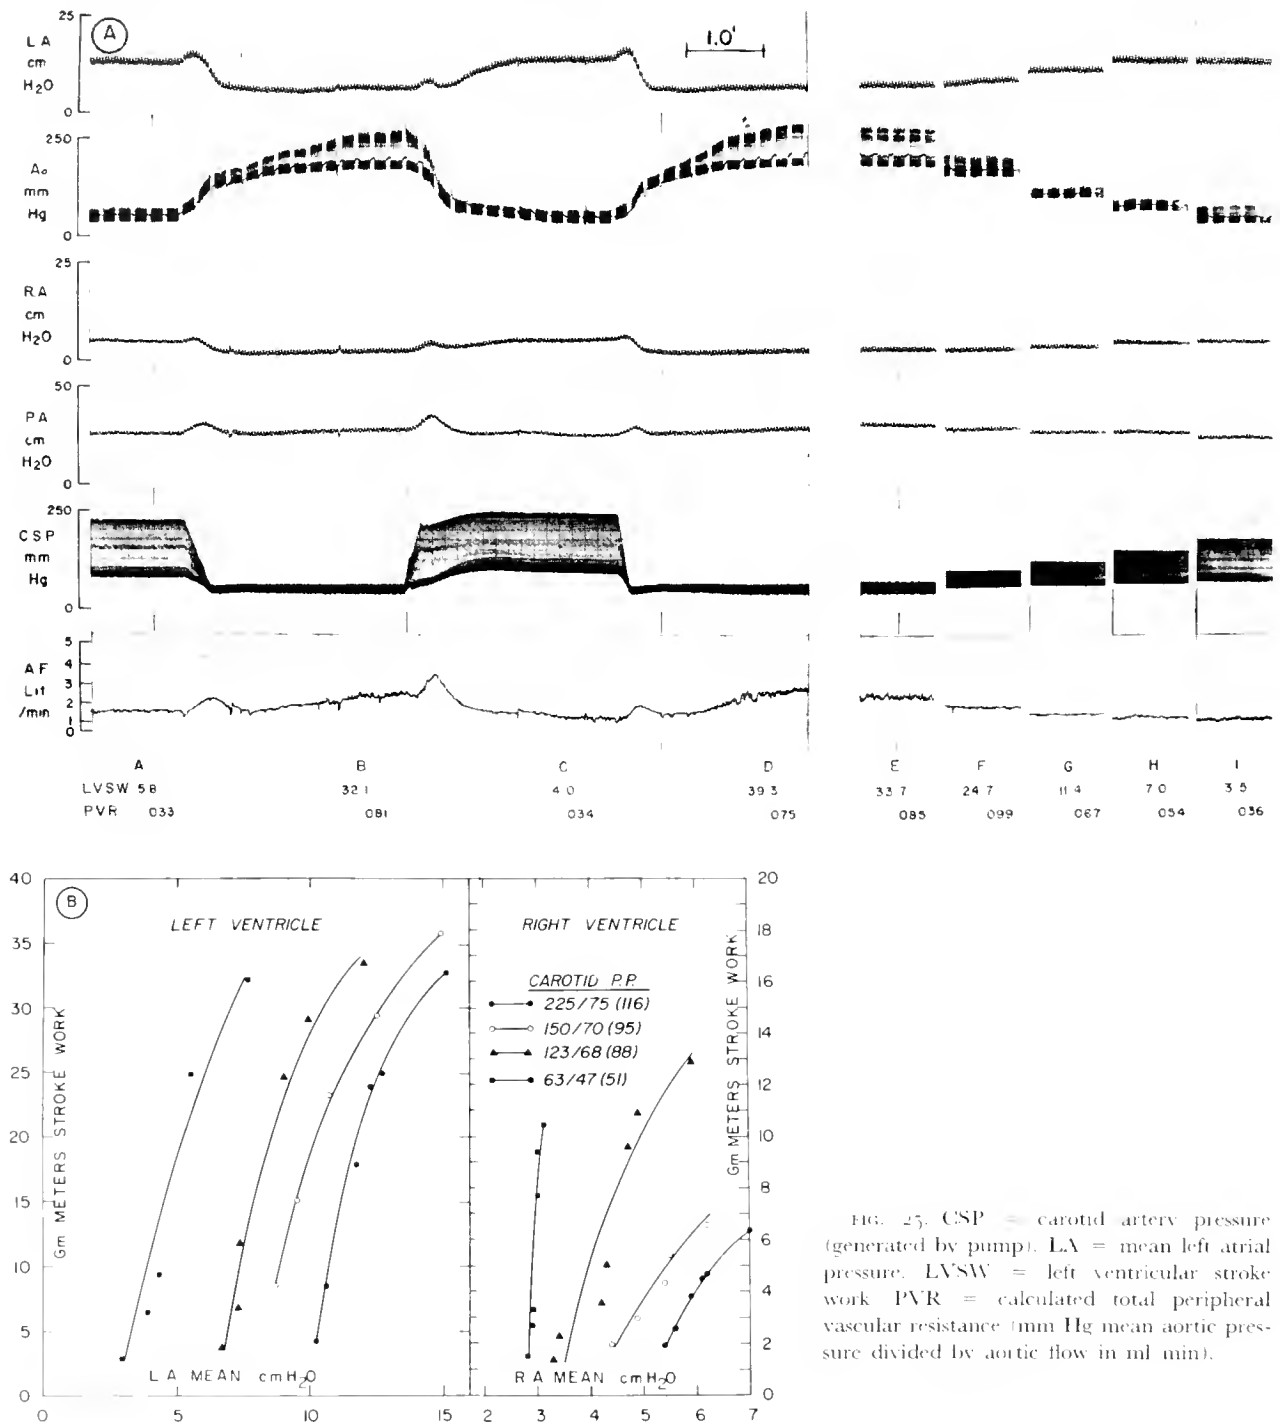 A
25
LA
cm
H2O
0
1.0'
250
Ao
mm
Hg
0
25
RA
cm
H2O
0
50
PA
cm
H2O
0
250
CSP
mm
Hg
0
5
AF 4
Lit 3
/min 2
1
0
A B C D E F G H I
LVSW 5 8 32 1 4 0 39 3 33 7 24 7 11 4 7 0 3 5
PVR 033 081 034 075 085 099 067 054 036
B
LEFT VENTRICLE
40
35
30
25
20
15
10
5
0
Gm METERS STROKE WORK
LA MEAN cmH2O
5 10 15
RIGHT VENTRICLE
CAROTID P.P.
225/75 (116)
150/70 (95)
123/68 (88)
63/47 (51)
20
18
16
14
12
10
8
6
4
2
0
Gm METERS STROKE WORK
RA MEAN cmH2O
2 3 4 5 6 7
FIG. 25. CSP = carotid artery pressure
(generated by pump). LA = mean left atrial
pressure. LVSW = left ventricular stroke
work PVR = calculated total peripheral
vascular resistance (mm Hg mean aortic pres-
sure divided by aortic flow in ml min).